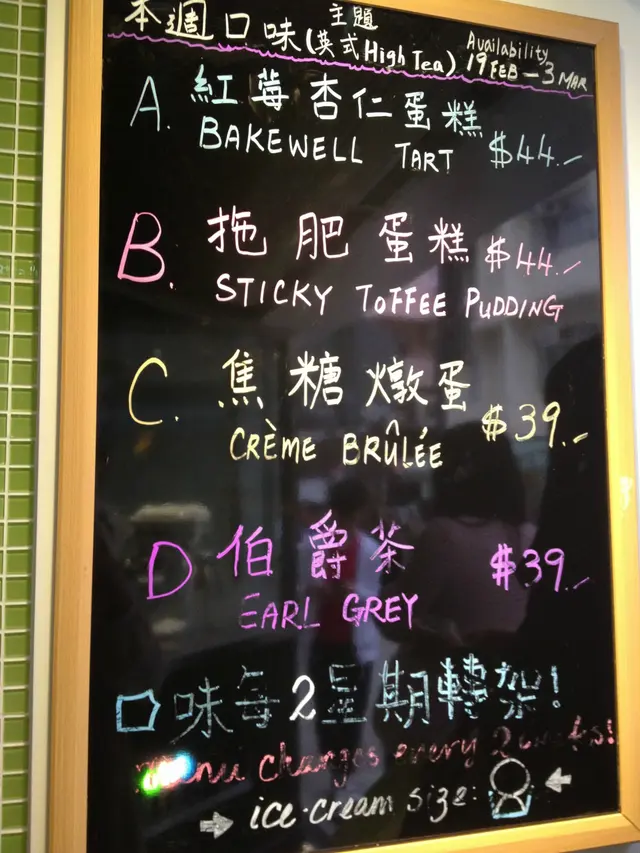 本週口味 主題(英式High Tea) Availability 19 FEB – 3 MAR
A. 紅莓杏仁蛋糕
BAKEWELL TART $44.-
B. 拖肥蛋糕 $44.-
STICKY TOFFEE PUDDING
C. 焦糖燉蛋
CRÈME BRÛLÉE $39.-
D 伯爵茶 $39.-
EARL GREY
口味每2星期轉架!
menu changes every 2 weeks!
→ ice-cream size: ←